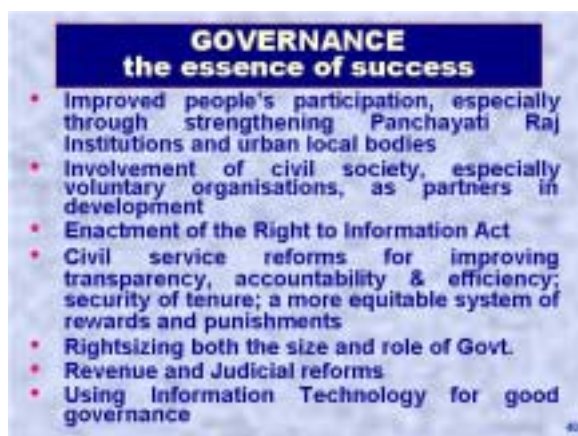 GOVERNANCE
the essence of success
• Improved people's participation, especially
through strengthening Panchayati Raj
Institutions and urban local bodies
• Involvement of civil society, especially
voluntary organisations, as partners in
development
• Enactment of the Right to Information Act
• Civil service reforms for improving
transparency, accountability & efficiency;
security of tenure; a more equitable system of
rewards and punishments
• Rightsizing both the size and role of Govt.
• Revenue and Judicial reforms
• Using Information Technology for good
governance